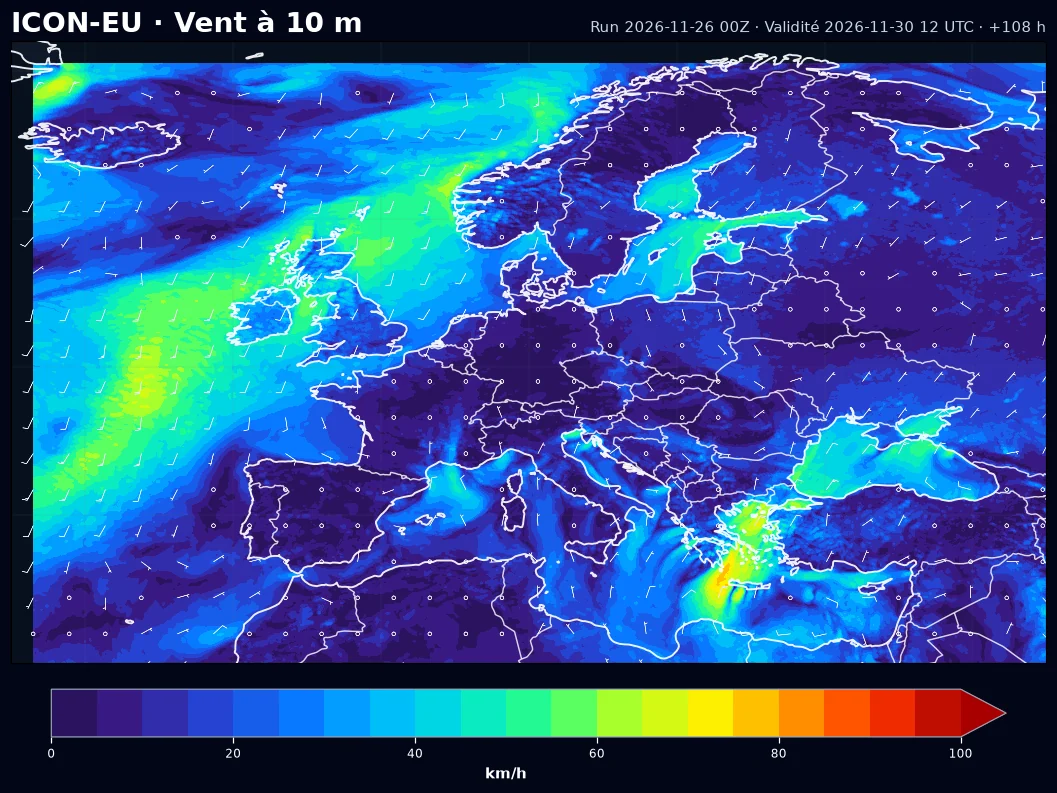 ICON-EU · Vent à 10 m
Run 2026-11-26 00Z · Validité 2026-11-30 12 UTC · +108 h
0 20 40 60 80 100
km/h